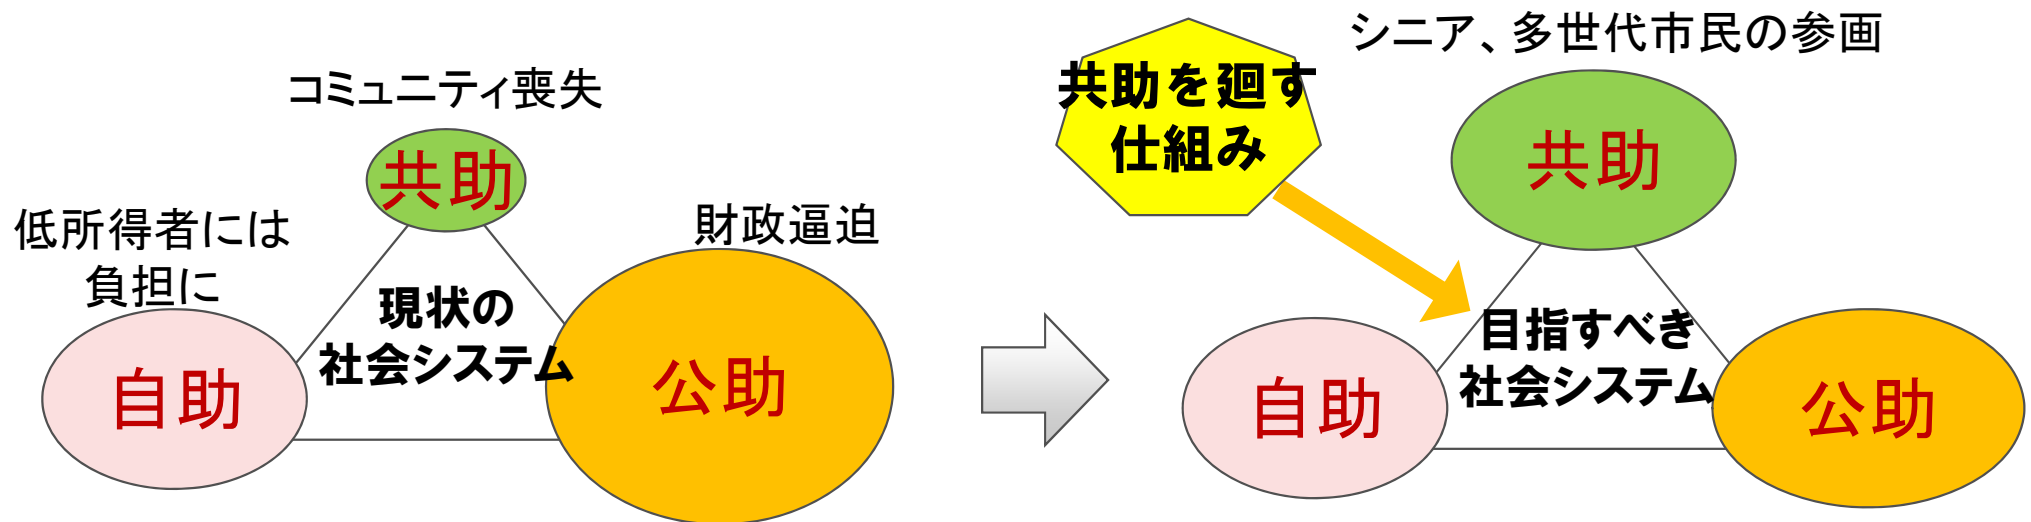 コミュニティ喪失
共助
低所得者には
負担に
財政逼迫
現状の
社会システム
自助
公助
共助を廻す
仕組み
シニア、多世代市民の参画
共助
目指すべき
社会システム
自助
公助